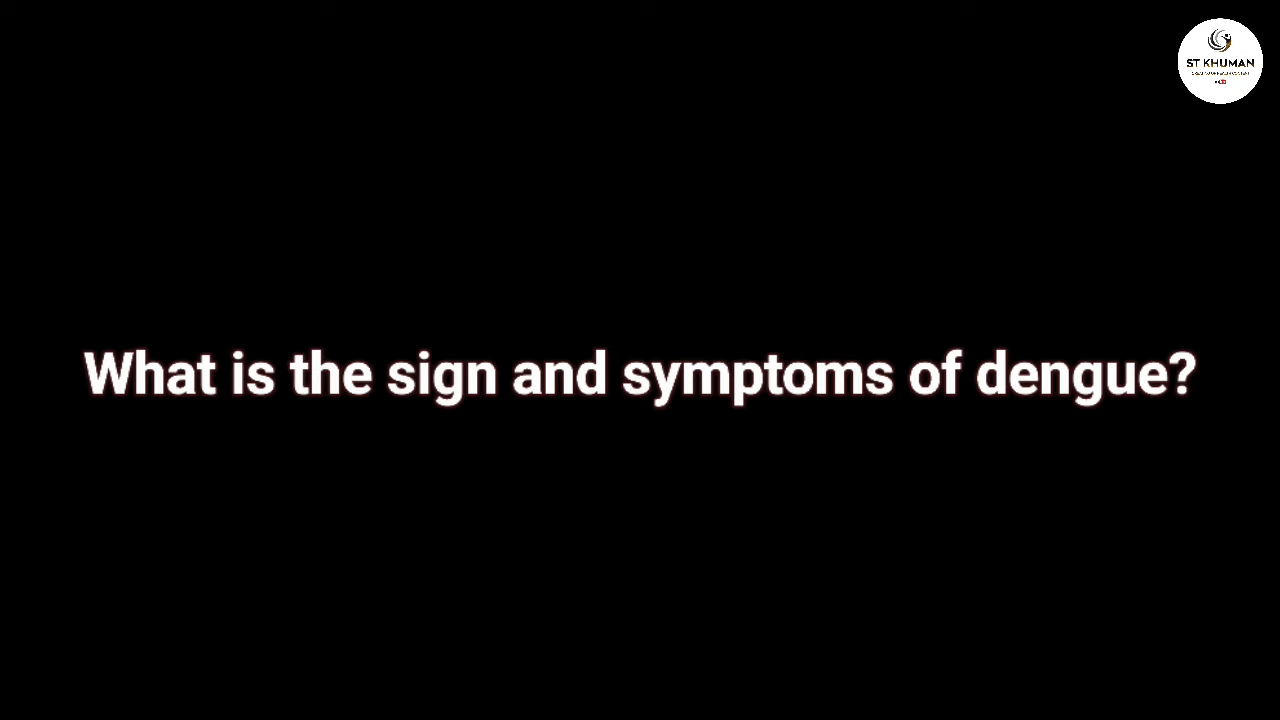 ST KHUMAN
What is the sign and symptoms of dengue?